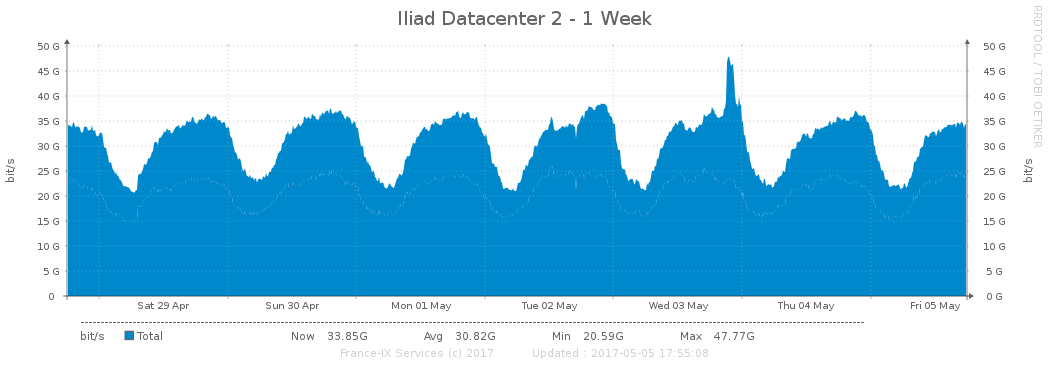 Iliad Datacenter 2 - 1 Week
RRDTOOL / TOBI OETIKER
50 G 50 G
45 G 45 G
40 G 40 G
35 G 35 G
30 G 30 G
25 G 25 G
20 G 20 G
15 G 15 G
10 G 10 G
5 G 5 G
0 0 G
bit/s bit/s
Sat 29 Apr Sun 30 Apr Mon 01 May Tue 02 May Wed 03 May Thu 04 May Fri 05 May
bit/s Total Now 33.85G Avg 30.82G Min 20.59G Max 47.77G
France-IX Services (c) 2017 Updated : 2017-05-05 17:55:08